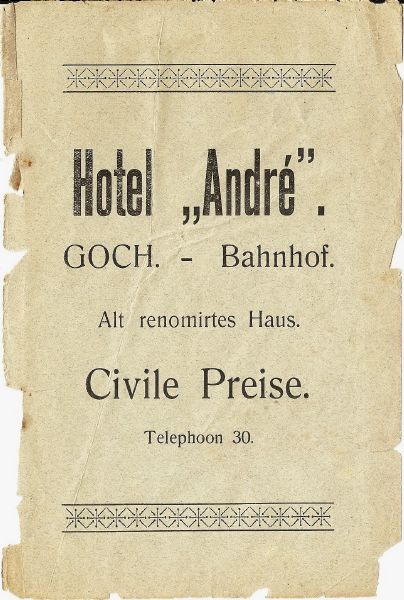 Hotel „André”.
GOCH. - Bahnhof.
Alt renomirtes Haus.
Civile Preise.
Telephoon 30.